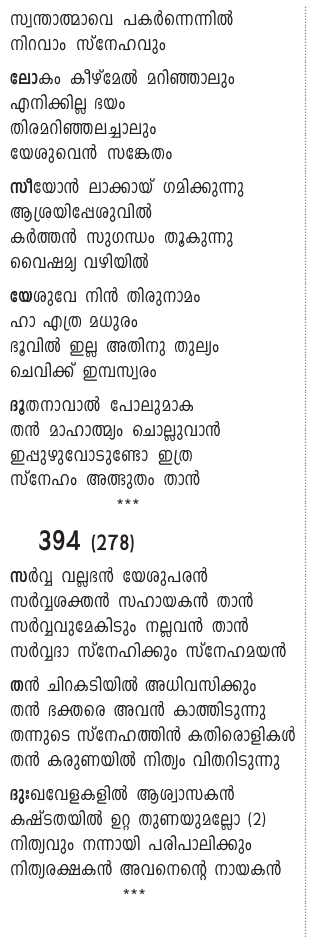 സ്വന്താത്മാവെ പകർന്നെന്നിൽ
നിറവാം സ്നേഹവും
ലോകം കീഴ്മേൽ മറിഞ്ഞാലും
എനിക്കില്ല ഭയം
തിരമറിഞ്ഞലച്ചാലും
യേശുവെൻ സങ്കേതം
സീയോൻ ലാക്കായ് ഗമിക്കുന്നു
ആശ്രയിപ്പേശുവിൽ
കർത്തൻ സുഗന്ധം തൂകുന്നു
വൈഷമ്യ വഴിയിൽ
യേശുവേ നിൻ തിരുനാമം
ഹാ എത്ര മധുരം
ഭൂവിൽ ഇല്ല അതിനു തുല്യം
ചെവിക്ക് ഇമ്പസ്വരം
ദൂതനാവാൽ പോലുമാക
തൻ മാഹാത്മ്യം ചൊല്ലുവാൻ
ഇപ്പുഴുവോടുണ്ടോ ഇത്ര
സ്നേഹം അത്ഭുതം താൻ
***
394 (278)
സർവ്വ വല്ലഭൻ യേശുപരൻ
സർവ്വശക്തൻ സഹായകൻ താൻ
സർവ്വവുമേകിടും നല്ലവൻ താൻ
സർവ്വദാ സ്നേഹിക്കും സ്നേഹമയൻ
തൻ ചിറകടിയിൽ അധിവസിക്കും
തൻ ഭക്തരെ അവൻ കാത്തിടുന്നു
തന്നുടെ സ്നേഹത്തിൻ കതിരൊളികൾ
തൻ കരുണയിൽ നിത്യം വിതറിടുന്നു
ദുഃഖവേളകളിൽ ആശ്വാസകൻ
കഷ്ടതയിൽ ഉറ്റ തുണയുമല്ലോ (2)
നിത്യവും നന്നായി പരിപാലിക്കും
നിത്യരക്ഷകൻ അവനെന്റെ നായകൻ
***